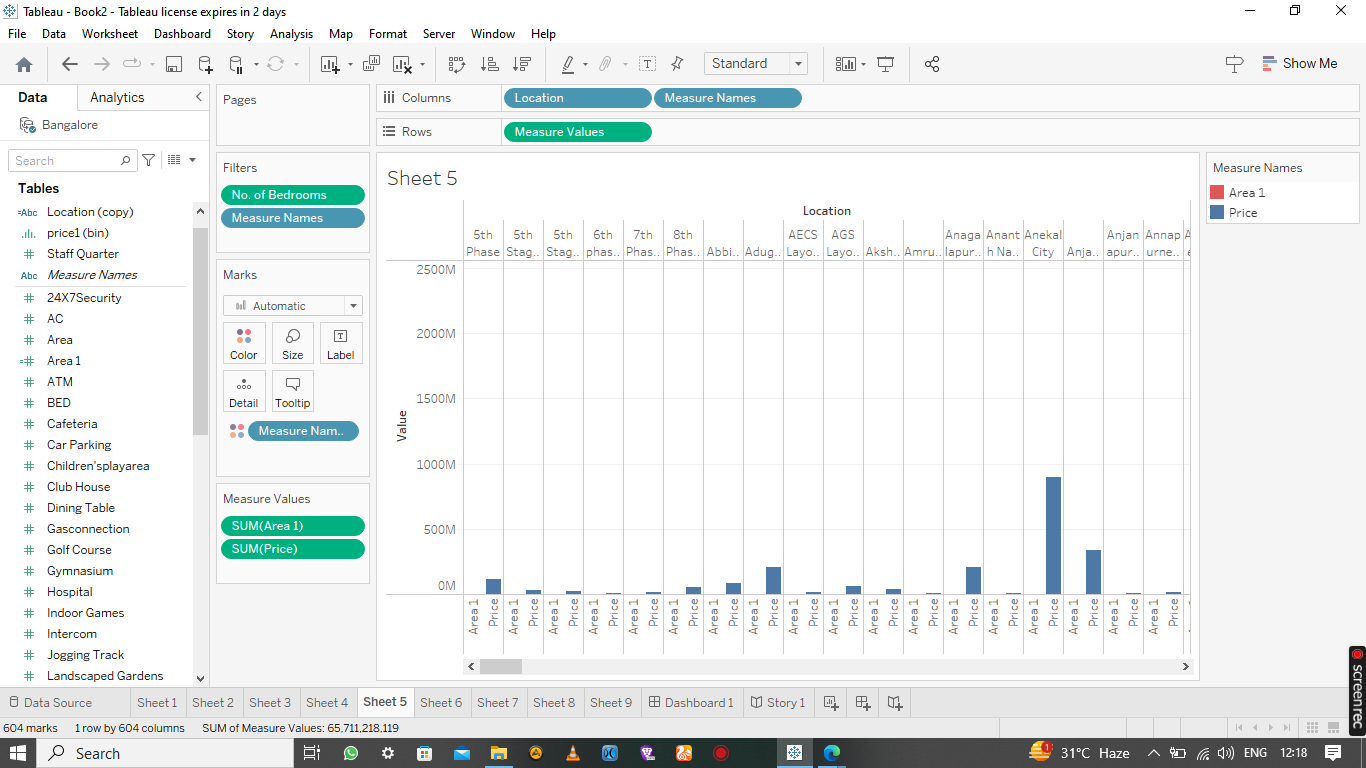 Tableau - Book2 - Tableau license expires in 2 days
File Data Worksheet Dashboard Story Analysis Map Format Server Window Help
Standard
Show Me
Data Analytics
Bangalore
Search
Tables
=Abc Location (copy)
price1 (bin)
Staff Quarter
Abc Measure Names
24X7Security
AC
Area
Area 1
ATM
BED
Cafeteria
Car Parking
Children'splayarea
Club House
Dining Table
Gasconnection
Golf Course
Gymnasium
Hospital
Indoor Games
Intercom
Jogging Track
Landscaped Gardens
Pages
Filters
No. of Bedrooms
Measure Names
Marks
Automatic
Color Size Label
Detail Tooltip
Measure Nam..
Measure Values
SUM(Area 1)
SUM(Price)
Columns Location Measure Names
Rows Measure Values
Sheet 5
Location
5th 5th 5th 6th 7th 8th AECS AGS Anaga Anant Anekal Anjan Annap A
Phase Stag.. Stag.. phas.. Phas.. Phas.. Abbi.. Adug.. Layo.. Layo.. Aksh.. Amru.. lapur.. h Na.. City Anja.. apur.. urne.. e
2500M
2000M
1500M
1000M
500M
0M
Value
Area 1 Price Area 1 Price Area 1 Price Area 1 Price Area 1 Price Area 1 Price Area 1 Price Area 1 Price Area 1 Price Area 1 Price Area 1 Price Area 1 Price Area 1 Price Area 1 Price Area 1 Price Area 1 Price Area 1 Price Area 1 Price
Measure Names
Area 1
Price
screenrec
Data Source Sheet 1 Sheet 2 Sheet 3 Sheet 4 Sheet 5 Sheet 6 Sheet 7 Sheet 8 Sheet 9 Dashboard 1 Story 1
604 marks 1 row by 604 columns SUM of Measure Values: 65,711,218,119
Search
1 31°C Haze ENG 12:18